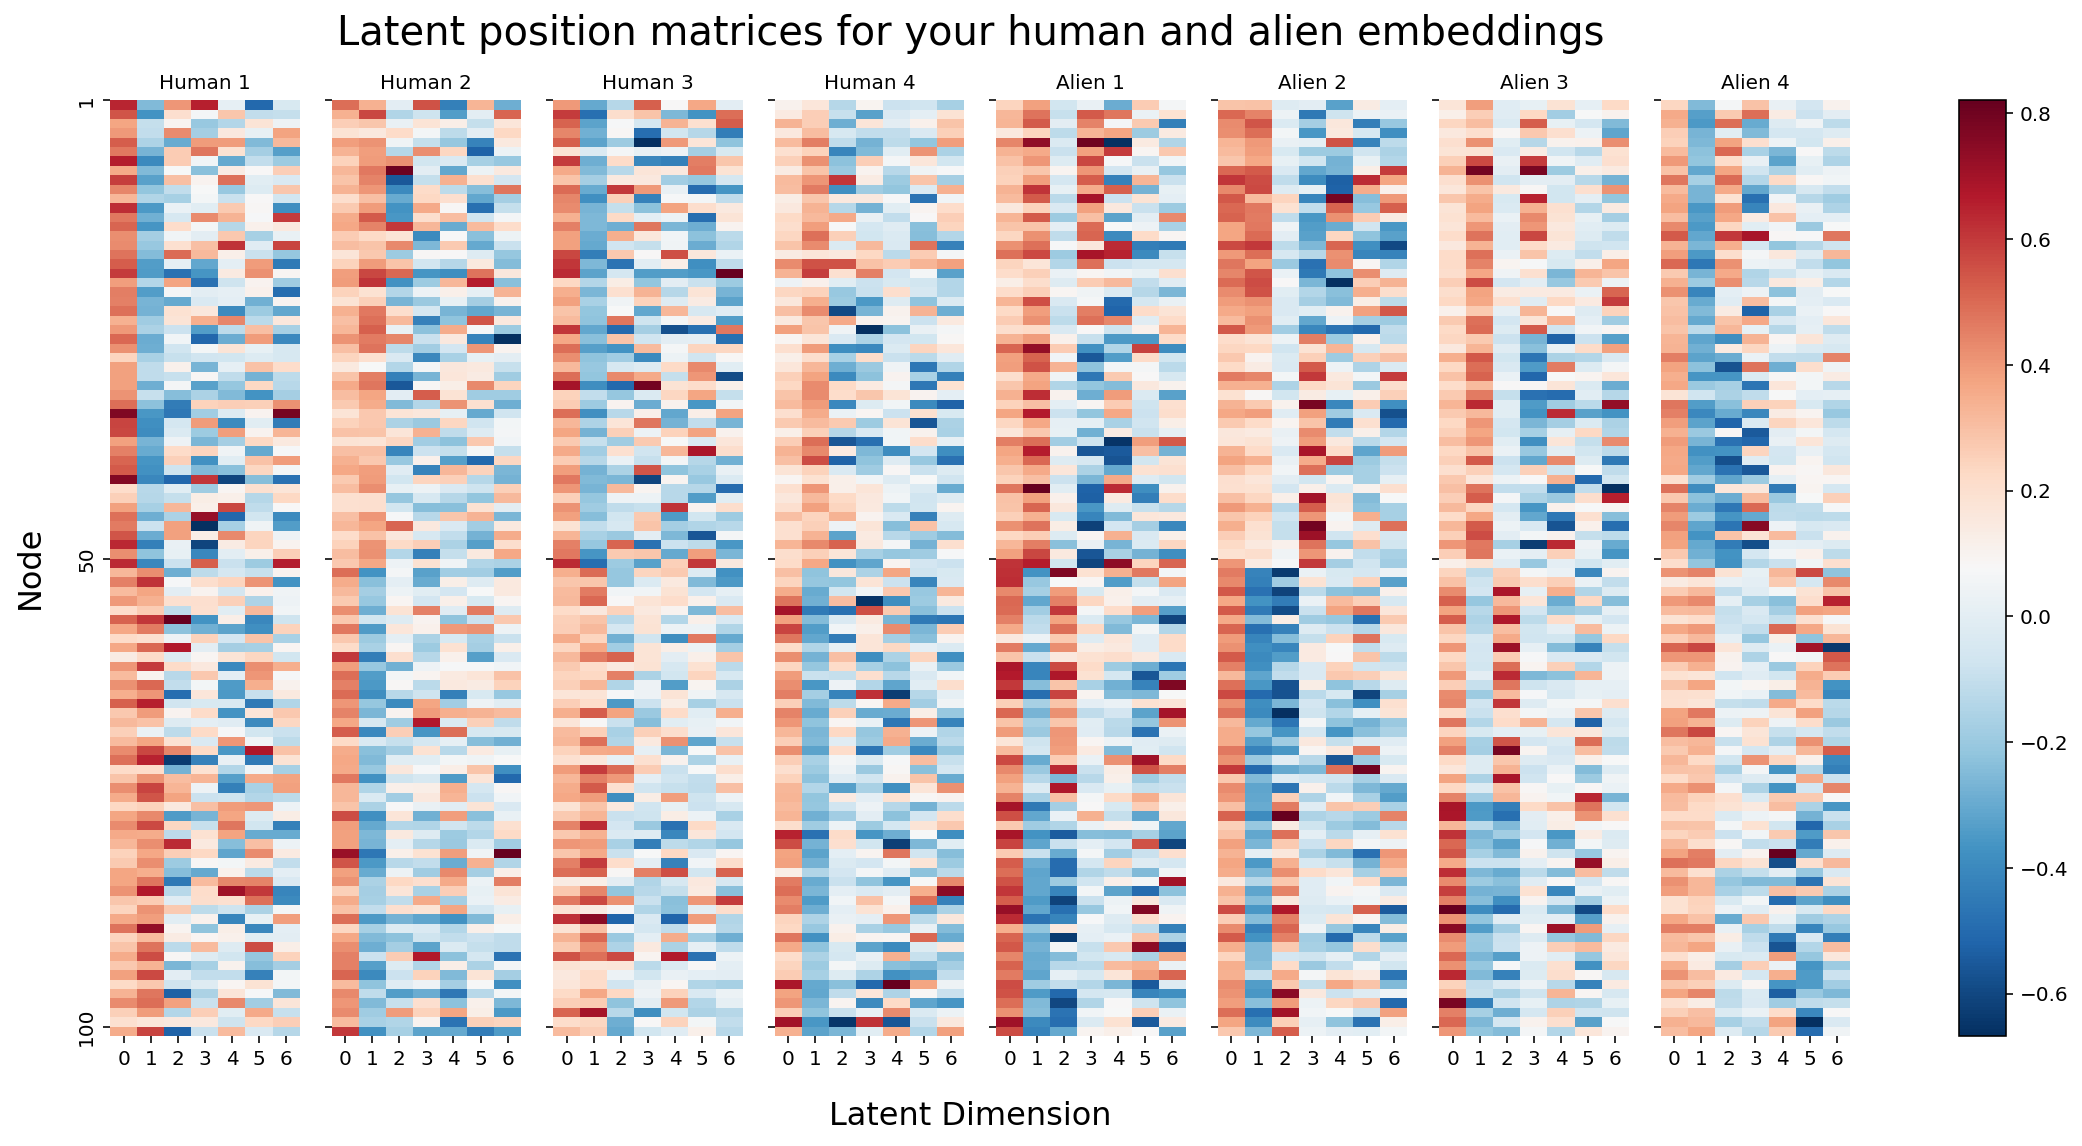 Latent position matrices for your human and alien embeddings
Human 1 Human 2 Human 3 Human 4 Alien 1 Alien 2 Alien 3 Alien 4
Node
1
50
100
0 1 2 3 4 5 6 0 1 2 3 4 5 6 0 1 2 3 4 5 6 0 1 2 3 4 5 6 0 1 2 3 4 5 6 0 1 2 3 4 5 6 0 1 2 3 4 5 6 0 1 2 3 4 5 6
Latent Dimension
0.8
0.6
0.4
0.2
0.0
−0.2
−0.4
−0.6